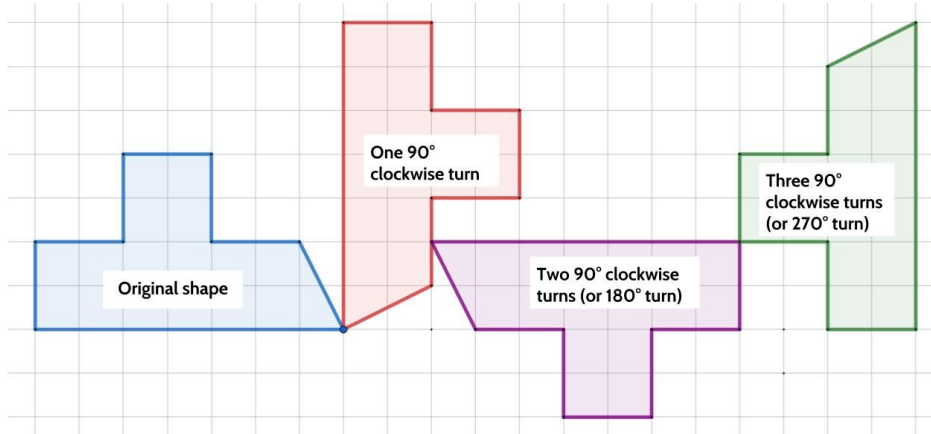 Original shape
One 90°
clockwise turn
Two 90° clockwise
turns (or 180° turn)
Three 90°
clockwise turns
(or 270° turn)